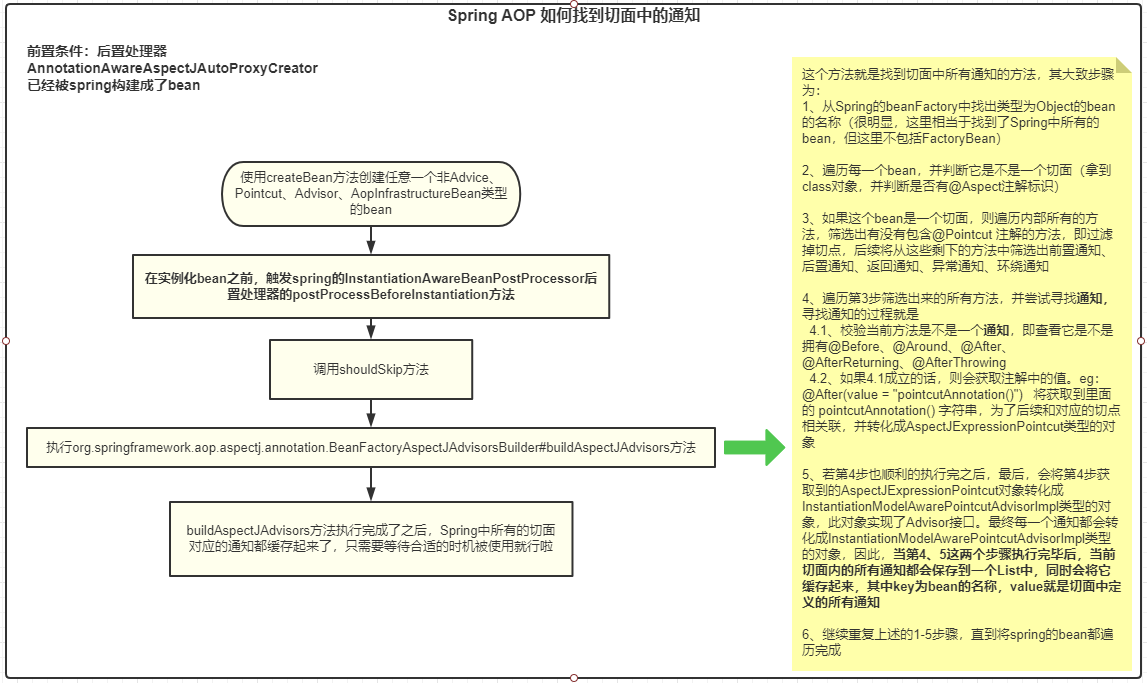 Spring AOP 如何找到切面中的通知
前置条件：后置处理器
AnnotationAwareAspectJAutoProxyCreator
已经被spring构建成了bean
使用createBean方法创建任意一个非Advice、
Pointcut、Advisor、AopInfrastructureBean类型
的bean
在实例化bean之前，触发spring的InstantiationAwareBeanPostProcessor后
置处理器的postProcessBeforeInstantiation方法
调用shouldSkip方法
执行org.springframework.aop.aspectj.annotation.BeanFactoryAspectJAdvisorsBuilder#buildAspectJAdvisors方法
buildAspectJAdvisors方法执行完成了之后，Spring中所有的切面
对应的通知都缓存起来了，只需要等待合适的时机被使用就行啦
这个方法就是找到切面中所有通知的方法，其大致步骤
为：
1、从Spring的beanFactory中找出类型为Object的bean
的名称（很明显，这里相当于找到了Spring中所有的
bean，但这里不包括FactoryBean）
2、遍历每一个bean，并判断它是不是一个切面（拿到
class对象，并判断是否有@Aspect注解标识）
3、如果这个bean是一个切面，则遍历内部所有的方
法，筛选出有没有包含@Pointcut 注解的方法，即过滤
掉切点，后续将从这些剩下的方法中筛选出前置通知、
后置通知、返回通知、异常通知、环绕通知
4、遍历第3步筛选出来的所有方法，并尝试寻找通知，
寻找通知的过程就是
4.1、校验当前方法是不是一个通知，即查看它是不是
拥有@Before、@Around、@After、
@AfterReturning、@AfterThrowing
4.2、如果4.1成立的话，则会获取注解中的值。eg：
@After(value = "pointcutAnnotation()") 将获取到里面
的 pointcutAnnotation() 字符串，为了后续和对应的切点
相关联，并转化成AspectJExpressionPointcut类型的对
象
5、若第4步也顺利的执行完之后，最后，会将第4步获
取到的AspectJExpressionPointcut对象转化成
InstantiationModelAwarePointcutAdvisorImpl类型的对
象，此对象实现了Advisor接口。最终每一个通知都会转
化成InstantiationModelAwarePointcutAdvisorImpl类型
的对象，因此，当第4、5这两个步骤执行完毕后，当前
切面内的所有通知都会保存到一个List中，同时会将它
缓存起来，其中key为bean的名称，value就是切面中定
义的所有通知
6、继续重复上述的1-5步骤，直到将spring的bean都遍
历完成